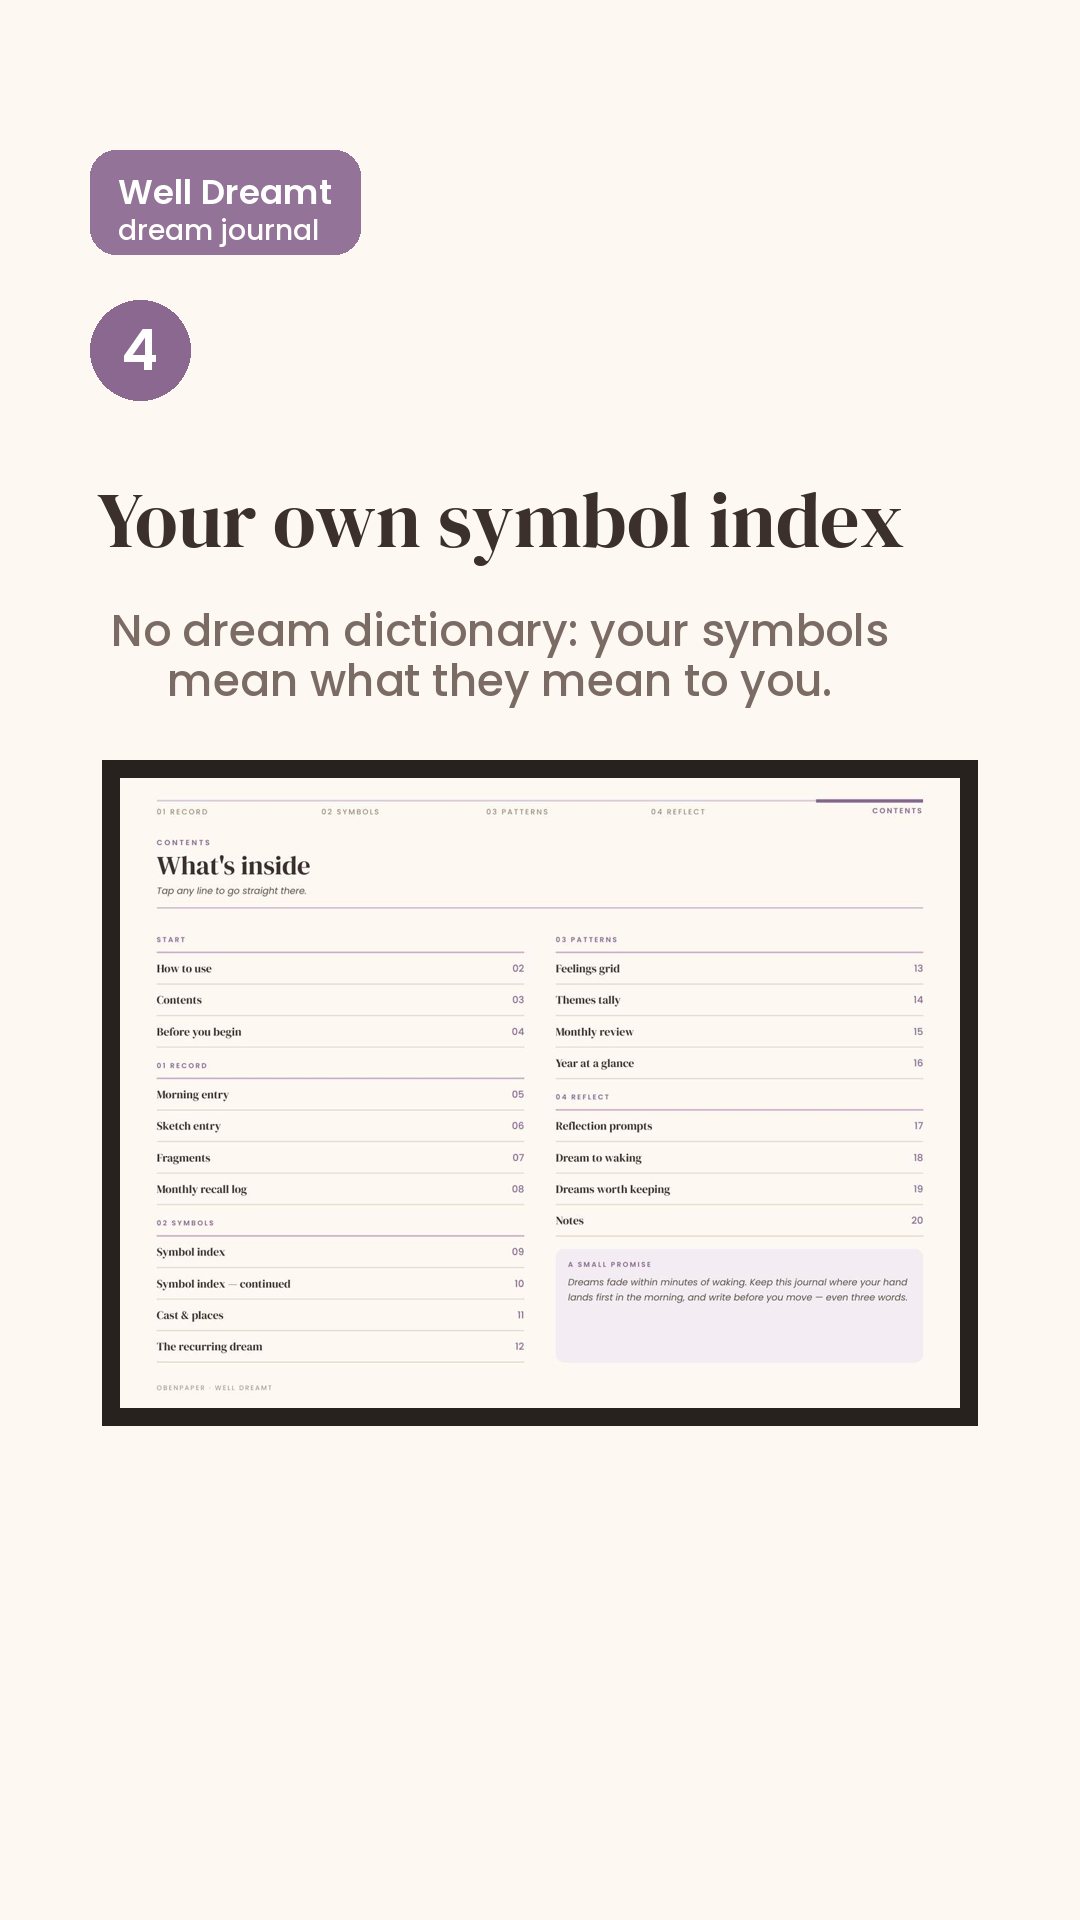 Well Dreamt
dream journal
4
Your own symbol index
No dream dictionary: your symbols
mean what they mean to you.
01 RECORD 02 SYMBOLS 03 PATTERNS 04 REFLECT CONTENTS
CONTENTS
What's inside
Tap any line to go straight there.
START
How to use 02
Contents 03
Before you begin 04
01 RECORD
Morning entry 05
Sketch entry 06
Fragments 07
Monthly recall log 08
02 SYMBOLS
Symbol index 09
Symbol index — continued 10
Cast & places 11
The recurring dream 12
03 PATTERNS
Feelings grid 13
Themes tally 14
Monthly review 15
Year at a glance 16
04 REFLECT
Reflection prompts 17
Dream to waking 18
Dreams worth keeping 19
Notes 20
A SMALL PROMISE
Dreams fade within minutes of waking. Keep this journal where your hand
lands first in the morning, and write before you move — even three words.
OBENPAPER · WELL DREAMT